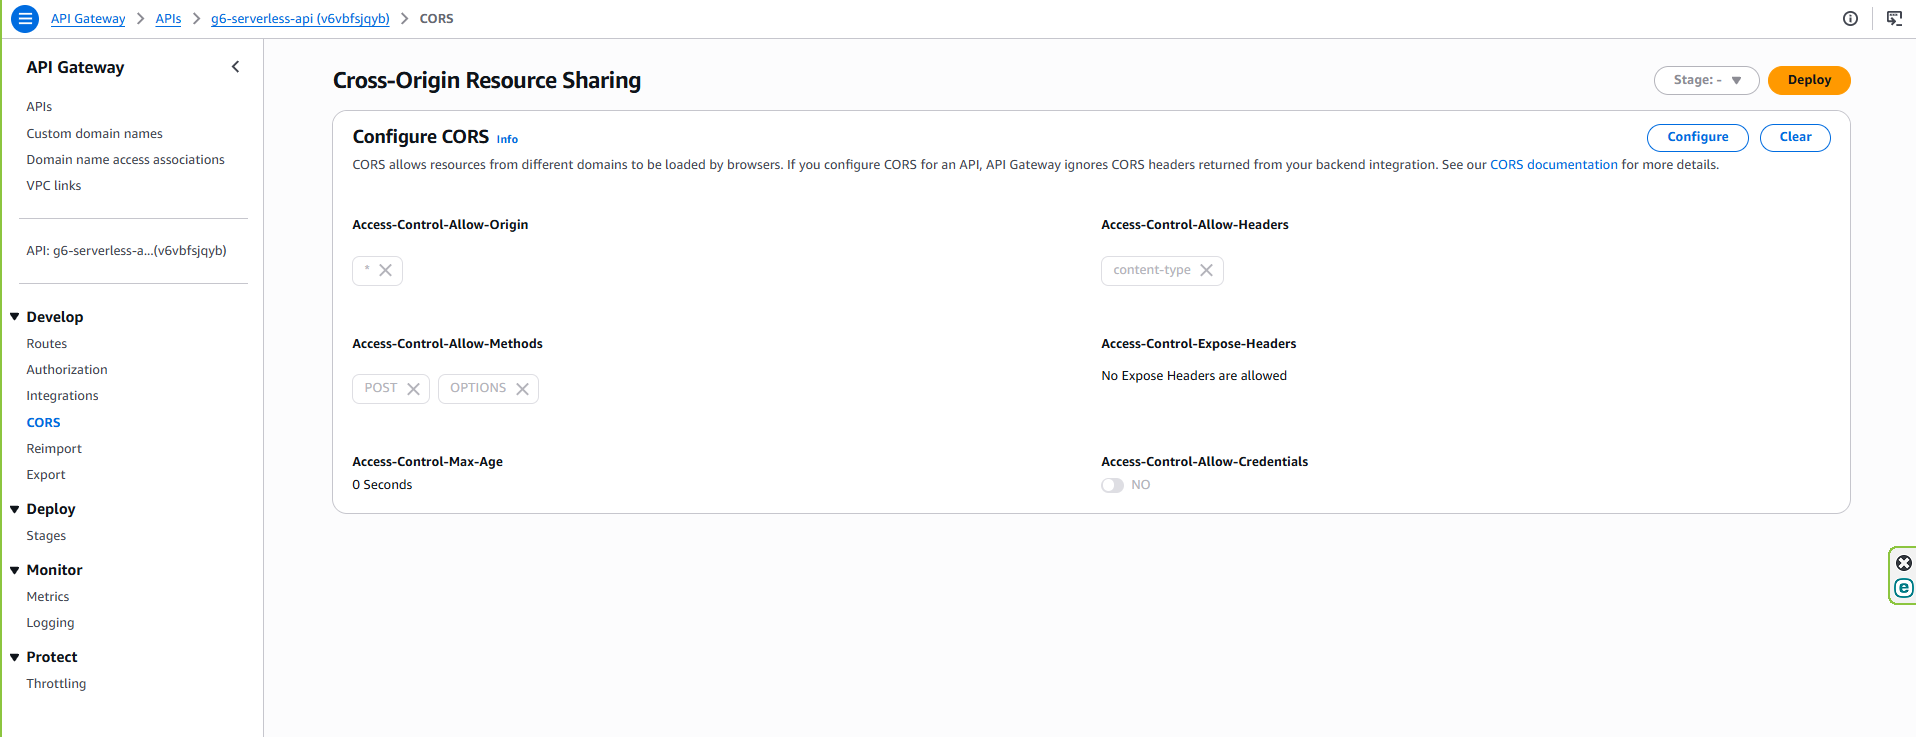 API Gateway > APIs > g6-serverless-api (v6vbfsjqyb) > CORS
API Gateway
APIs
Custom domain names
Domain name access associations
VPC links
API: g6-serverless-a...(v6vbfsjqyb)
Develop
Routes
Authorization
Integrations
CORS
Reimport
Export
Deploy
Stages
Monitor
Metrics
Logging
Protect
Throttling
Cross-Origin Resource Sharing
Stage: -
Deploy
Configure CORS Info
Configure
Clear
CORS allows resources from different domains to be loaded by browsers. If you configure CORS for an API, API Gateway ignores CORS headers returned from your backend integration. See our CORS documentation for more details.
Access-Control-Allow-Origin
*
Access-Control-Allow-Headers
content-type
Access-Control-Allow-Methods
POST
OPTIONS
Access-Control-Expose-Headers
No Expose Headers are allowed
Access-Control-Max-Age
0 Seconds
Access-Control-Allow-Credentials
NO
e